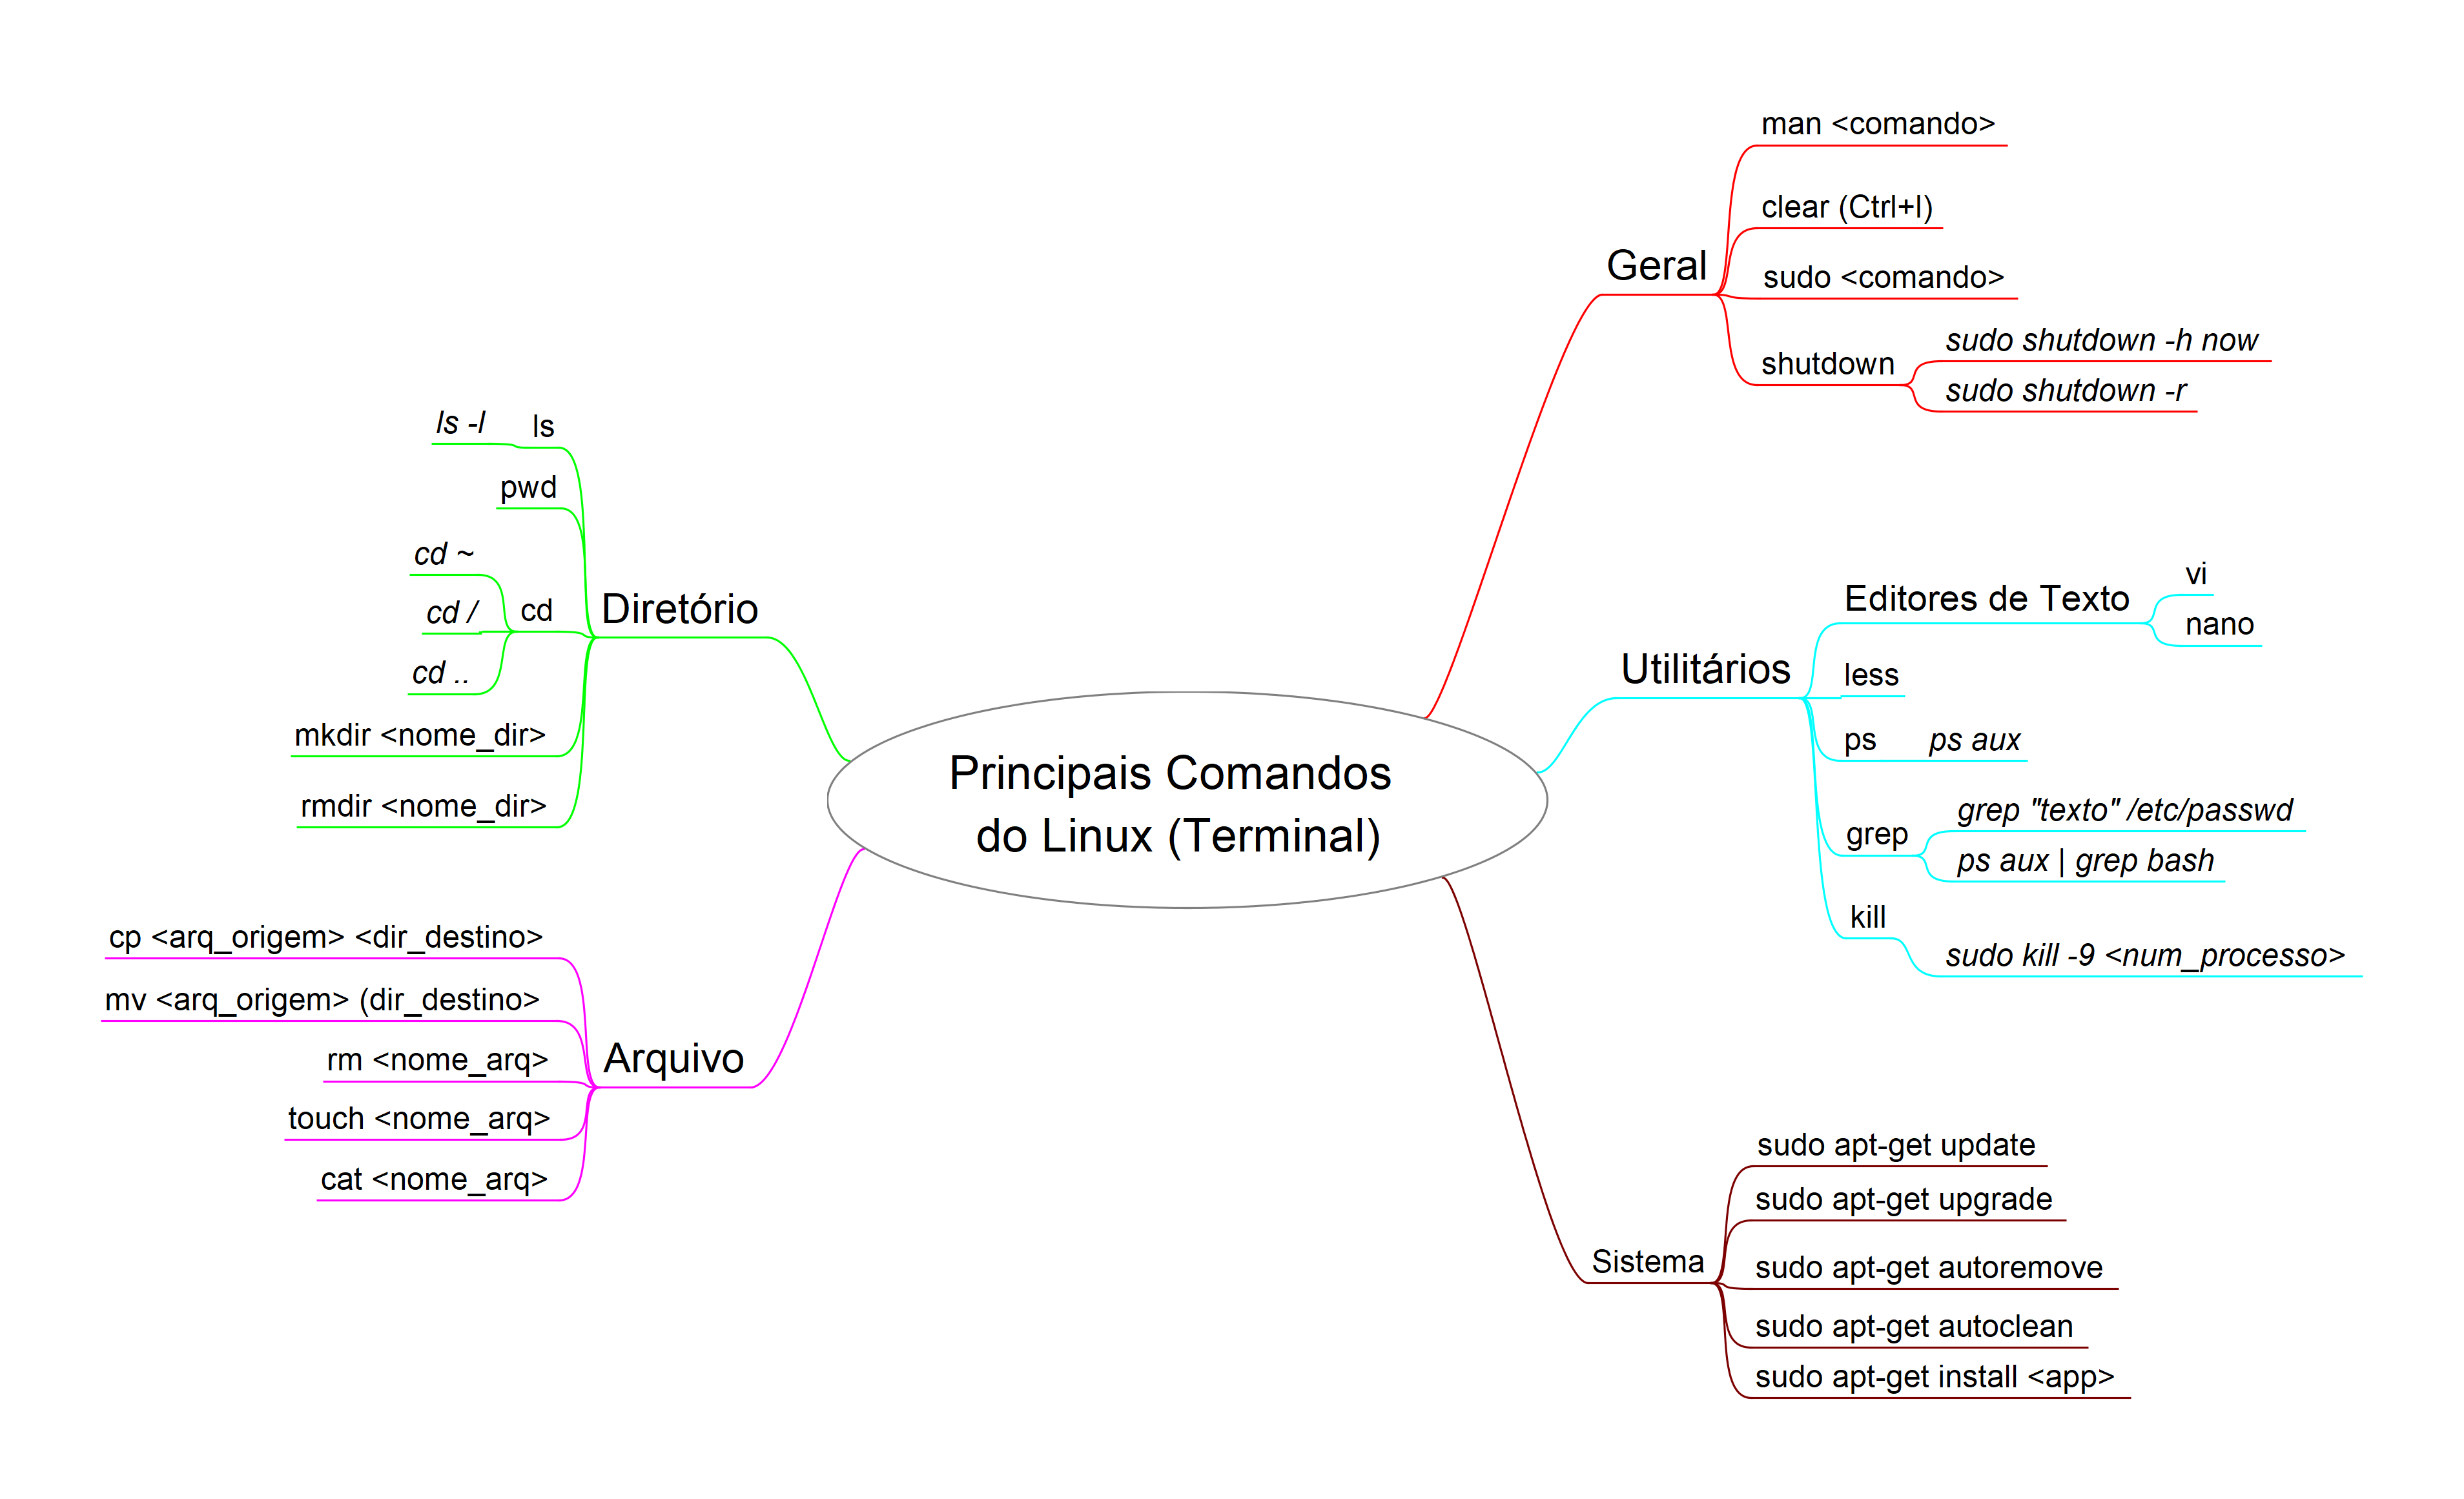 Principais Comandos
do Linux (Terminal)
Geral
man <comando>
clear (Ctrl+l)
sudo <comando>
shutdown
sudo shutdown -h now
sudo shutdown -r
Utilitários
Editores de Texto
vi
nano
less
ps
ps aux
grep
grep "texto" /etc/passwd
ps aux | grep bash
kill
sudo kill -9 <num_processo>
Sistema
sudo apt-get update
sudo apt-get upgrade
sudo apt-get autoremove
sudo apt-get autoclean
sudo apt-get install <app>
Diretório
ls
ls -l
pwd
cd
cd ~
cd /
cd ..
mkdir <nome_dir>
rmdir <nome_dir>
Arquivo
cp <arq_origem> <dir_destino>
mv <arq_origem> (dir_destino>
rm <nome_arq>
touch <nome_arq>
cat <nome_arq>